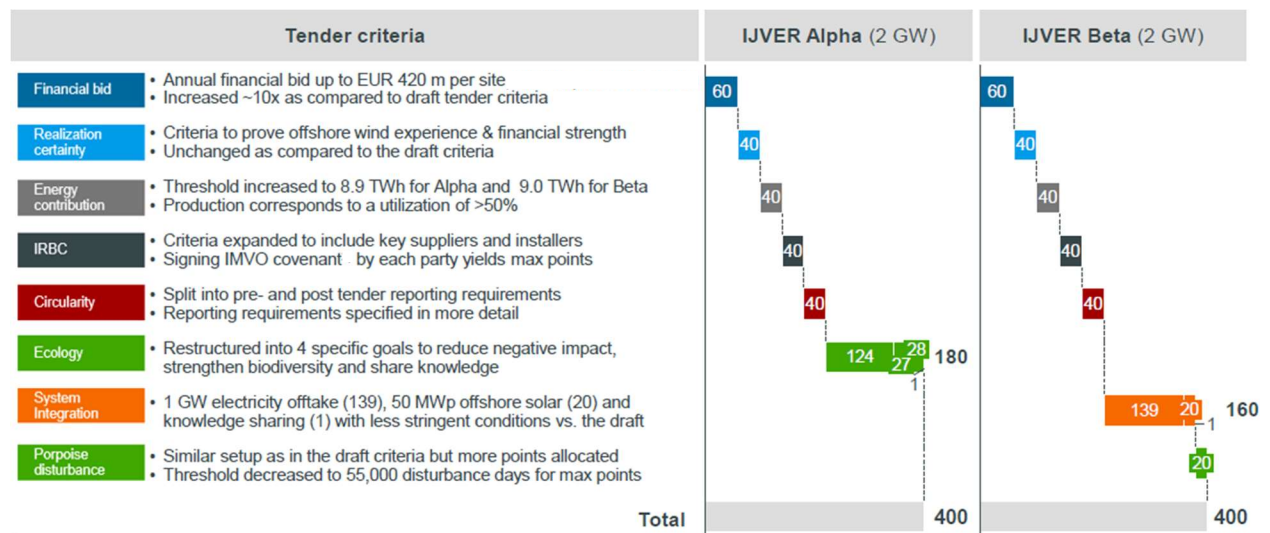 Tender criteria
IJVER Alpha (2 GW)
IJVER Beta (2 GW)
Financial bid
• Annual financial bid up to EUR 420 m per site
• Increased ~10x as compared to draft tender criteria
60
60
Realization
certainty
• Criteria to prove offshore wind experience & financial strength
• Unchanged as compared to the draft criteria
40
40
Energy
contribution
• Threshold increased to 8.9 TWh for Alpha and 9.0 TWh for Beta
• Production corresponds to a utilization of >50%
40
40
IRBC
• Criteria expanded to include key suppliers and installers
• Signing IMVO covenant by each party yields max points
40
40
Circularity
• Split into pre- and post tender reporting requirements
• Reporting requirements specified in more detail
40
40
Ecology
• Restructured into 4 specific goals to reduce negative impact,
strengthen biodiversity and share knowledge
124
27
28
1
180
System
Integration
• 1 GW electricity offtake (139), 50 MWp offshore solar (20) and
knowledge sharing (1) with less stringent conditions vs. the draft
139
20
1
160
Porpoise
disturbance
• Similar setup as in the draft criteria but more points allocated
• Threshold decreased to 55,000 disturbance days for max points
20
Total
400
400